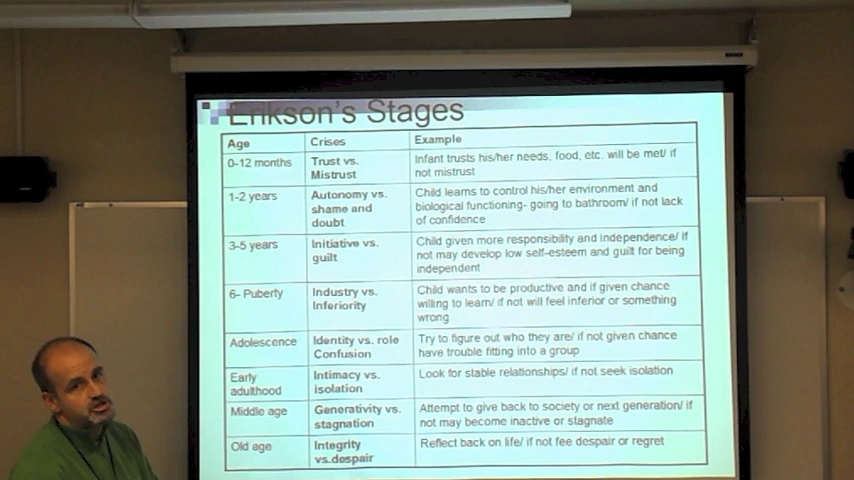 Erikson's Stages
Age Crises Example
0-12 months Trust vs. Infant trusts his/her needs, food, etc. will be met/ if
Mistrust not mistrust
1-2 years Autonomy vs. Child learns to control his/her environment and
shame and biological functioning- going to bathroom/ if not lack
doubt of confidence
3-5 years Initiative vs. Child given more responsibility and independence/ if
guilt not may develop low self-esteem and guilt for being
independent
6- Puberty Industry vs. Child wants to be productive and if given chance
Inferiority willing to learn/ if not will feel inferior or something
wrong
Adolescence Identity vs. role Try to figure out who they are/ if not given chance
Confusion have trouble fitting into a group
Early Intimacy vs. Look for stable relationships/ if not seek isolation
adulthood isolation
Middle age Generativity vs. Attempt to give back to society or next generation/ if
stagnation not may become inactive or stagnate
Old age Integrity Reflect back on life/ if not fee despair or regret
vs.despair